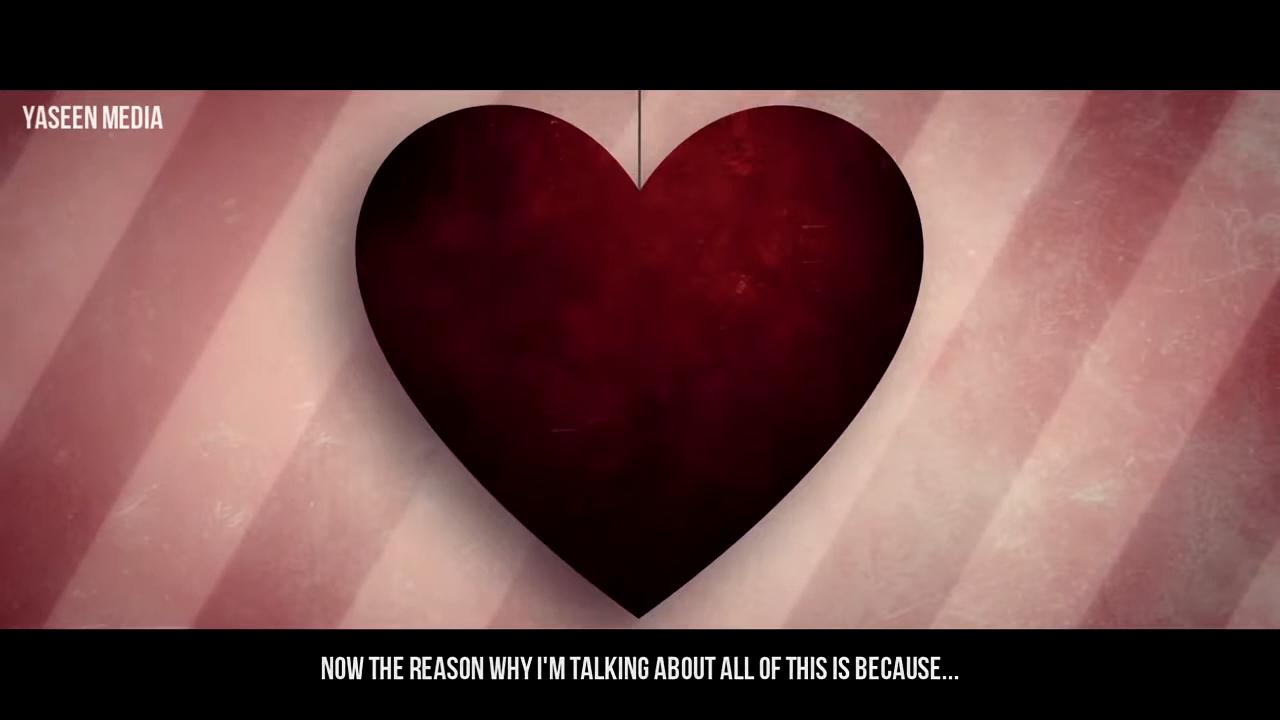 YASEEN MEDIA
NOW THE REASON WHY I'M TALKING ABOUT ALL OF THIS IS BECAUSE...